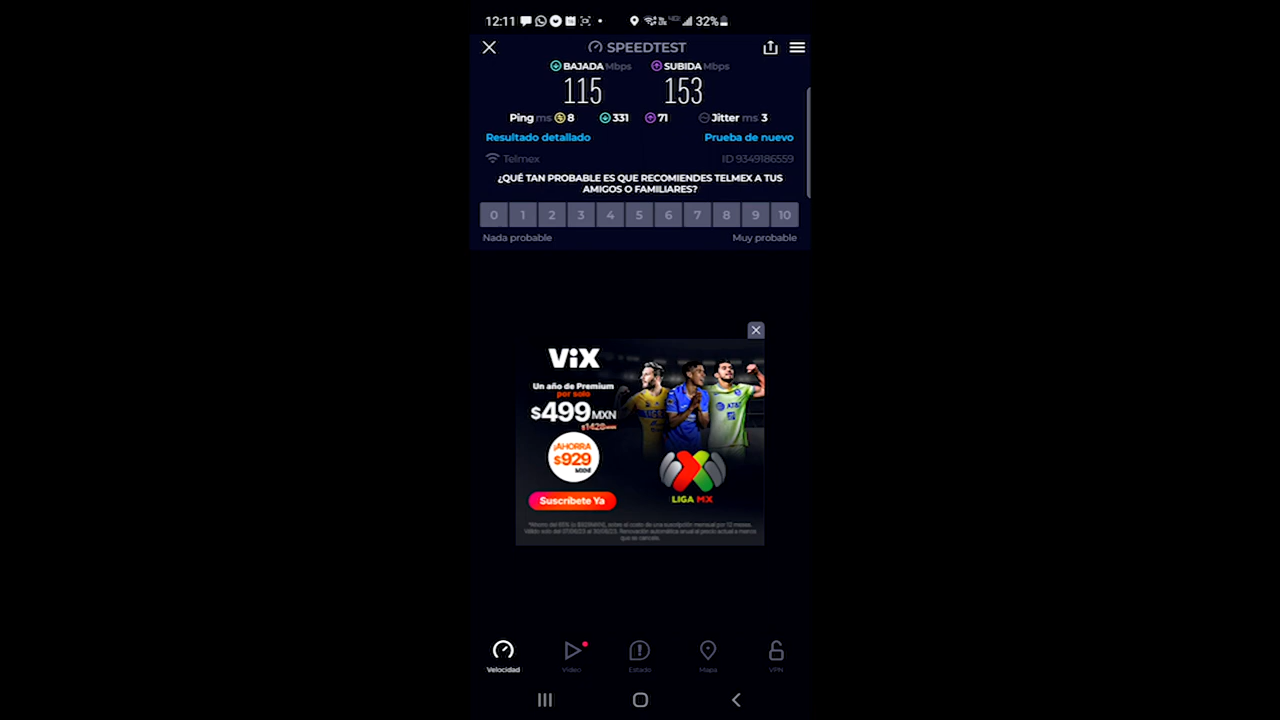 12:11 32%
SPEEDTEST
BAJADA Mbps SUBIDA Mbps
115 153
Ping ms 8 331 71 Jitter ms 3
Resultado detallado Prueba de nuevo
Telmex ID 9349186559
¿QUÉ TAN PROBABLE ES QUE RECOMIENDES TELMEX A TUS
AMIGOS O FAMILIARES?
0 1 2 3 4 5 6 7 8 9 10
Nada probable Muy probable
ViX
Un año de Premium
por solo
$499 MXN
¡AHORRA
$929
Suscríbete Ya
AT&T
LIGA MX
Velocidad Video Estado Mapa VPN